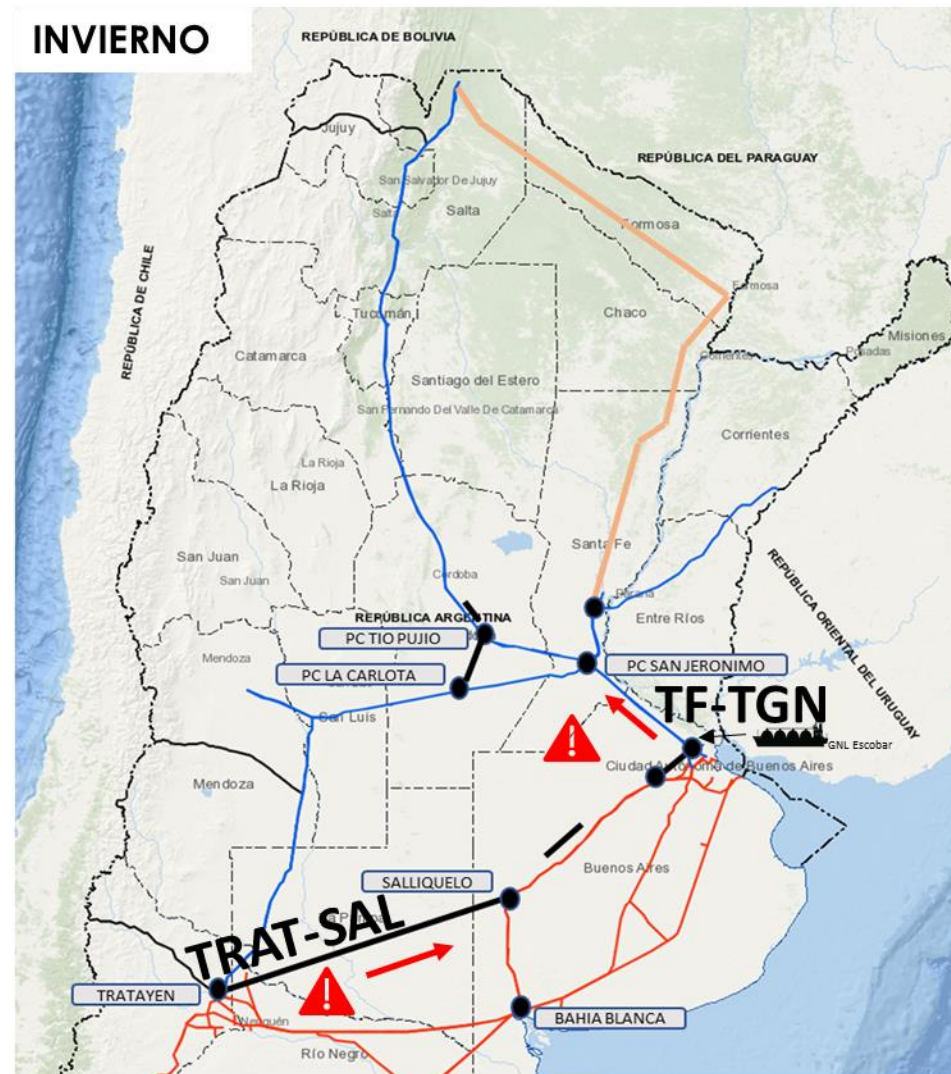 INVIERNO
REPÚBLICA DE BOLIVIA
Jujuy
REPÚBLICA DEL PARAGUAY
San Salvador De Jujuy
Salta
Salta
Formosa
REPÚBLICA DE CHILE
Formosa
Tucumán
Chaco
Misiones
Catamarca
Corrientes
Posadas
Santiago del Estero
San Fernando Del Valle De Catamarca
Corrientes
La Rioja
La Rioja
Santa Fe
San Juan
San Juan
Córdoba
REPÚBLICA ORIENTAL DEL URUGUAY
Paraná
REPÚBLICA ARGENTINA
Entre Ríos
PC TIO PUJIO
Mendoza
PC LA CARLOTA
PC SAN JERONIMO
San Luis
TF-TGN
GNL Escobar
Ciudad Autónoma de Buenos Aires
Mendoza
Buenos Aires
SALLIQUELO
TRAT-SAL
TRATAYEN
BAHIA BLANCA
Neuquén
Río Negro